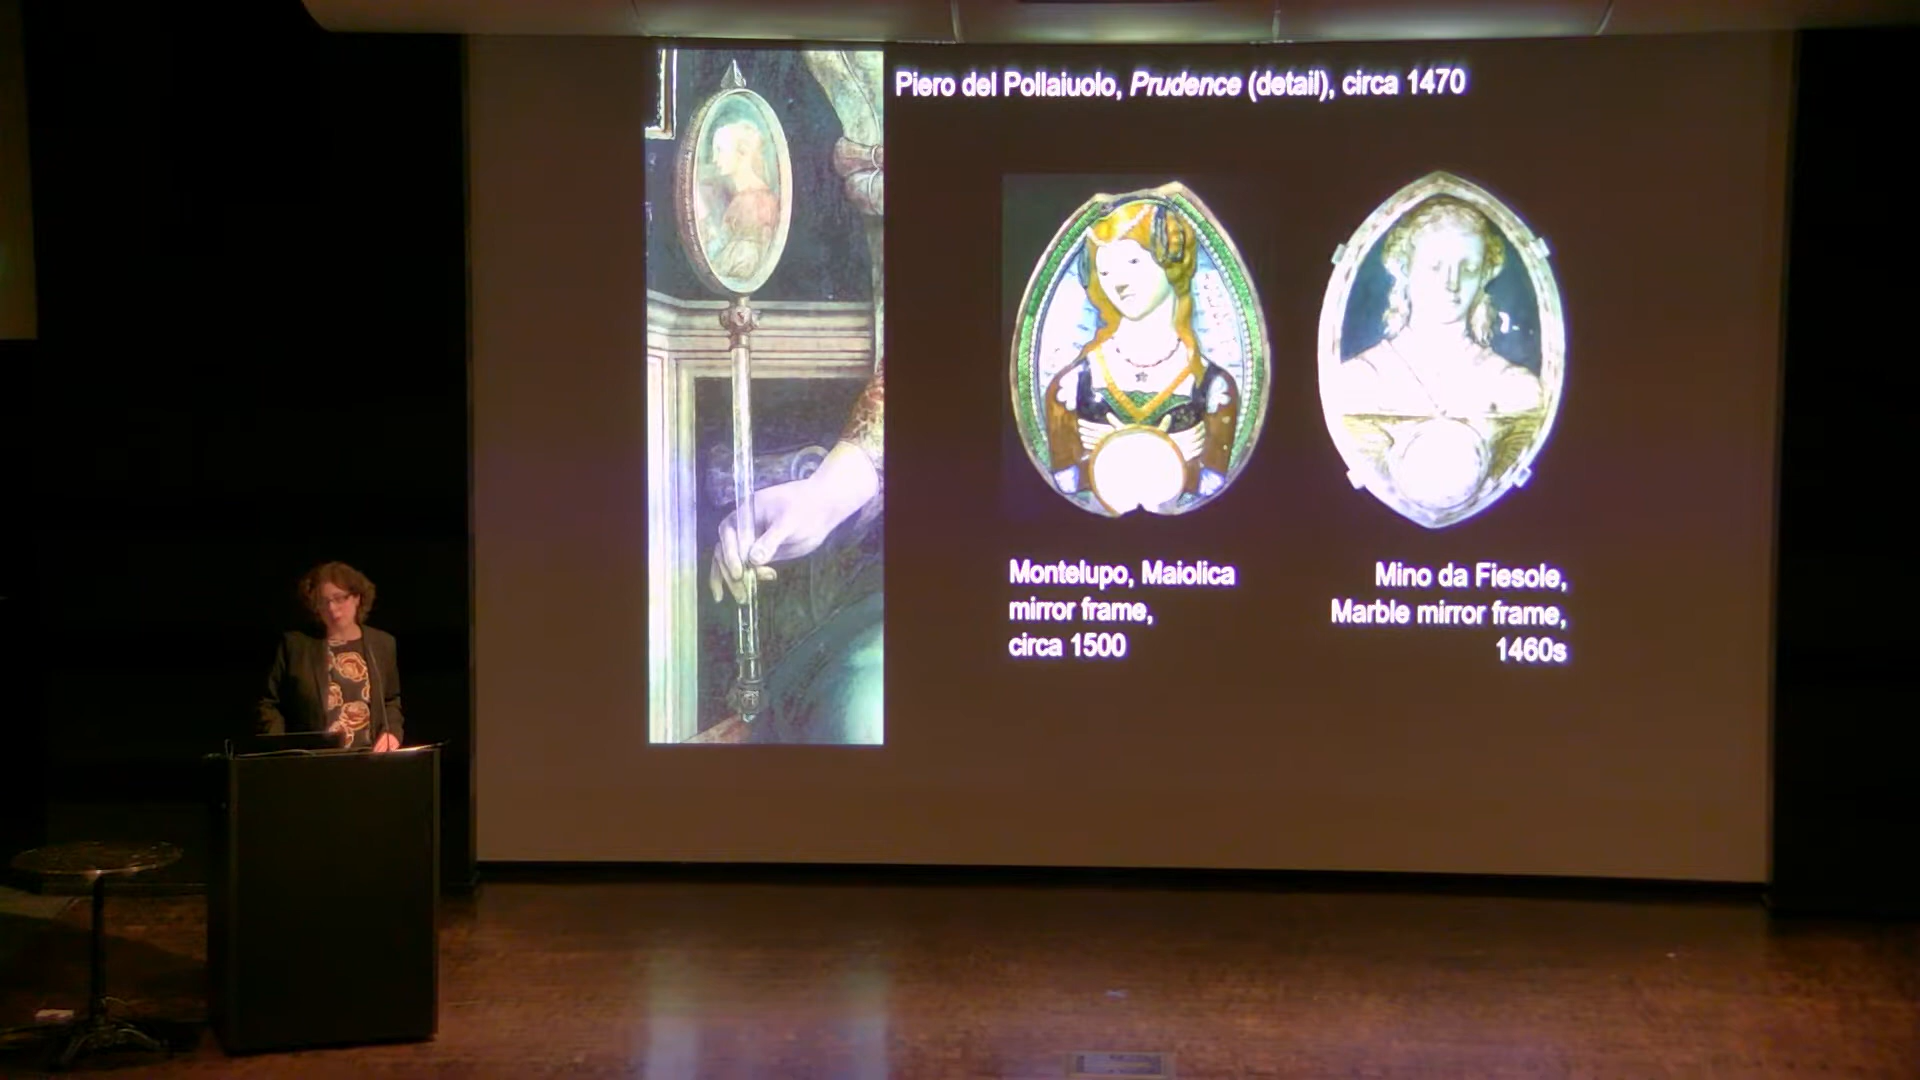 Piero del Pollaiuolo, Prudence (detail), circa 1470
Montelupo, Maiolica
mirror frame,
circa 1500
Mino da Fiesole,
Marble mirror frame,
1460s